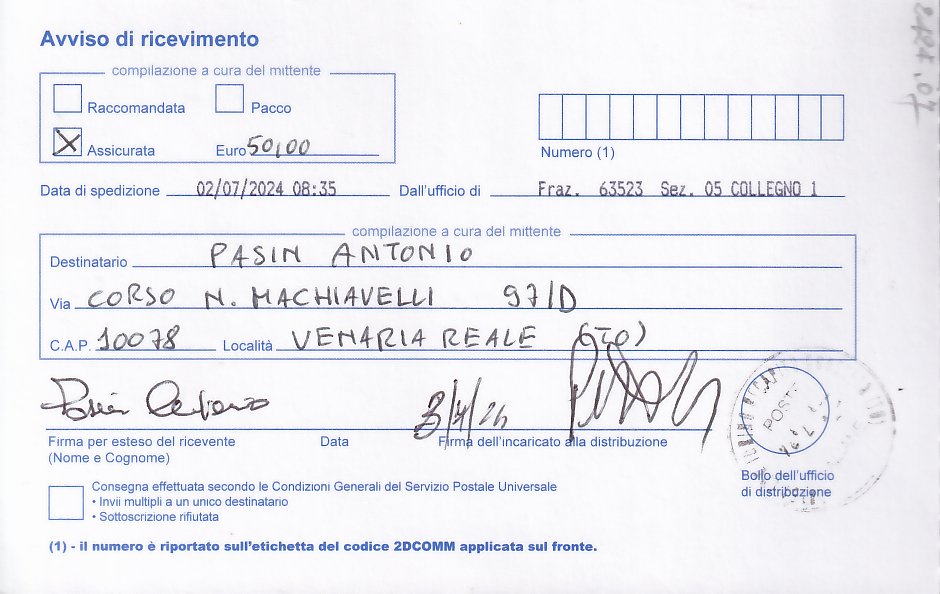 Avviso di ricevimento
compilazione a cura del mittente
Raccomandata Pacco
Assicurata Euro 50,00
Numero (1)
Data di spedizione 02/07/2024 08:35 Dall'ufficio di Fraz. 63523 Sez. 05 COLLEGNO 1
compilazione a cura del mittente
Destinatario PASIN ANTONIO
Via CORSO N. MACHIAVELLI 97/D
C.A.P. 10078 Località VENARIA REALE (TO)
Firma per esteso del ricevente Data Firma dell'incaricato alla distribuzione
(Nome e Cognome)
POSTE
Bollo dell'ufficio
di distribuzione
Consegna effettuata secondo le Condizioni Generali del Servizio Postale Universale
• Invii multipli a un unico destinatario
• Sottoscrizione rifiutata
(1) - il numero è riportato sull'etichetta del codice 2DCOMM applicata sul fronte.